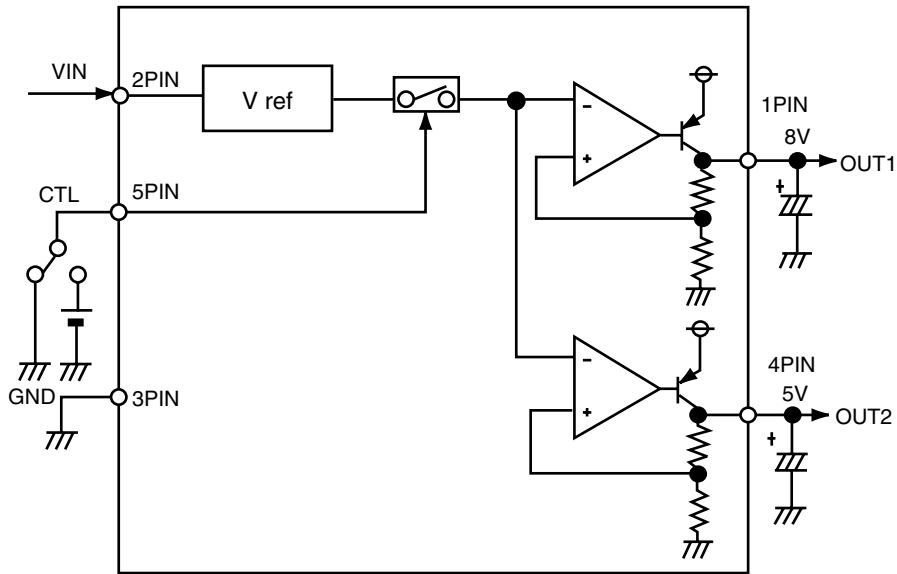 VIN
2PIN
V ref
−
+
1PIN
8V
OUT1
+
CTL
5PIN
GND
3PIN
−
+
4PIN
5V
OUT2
+